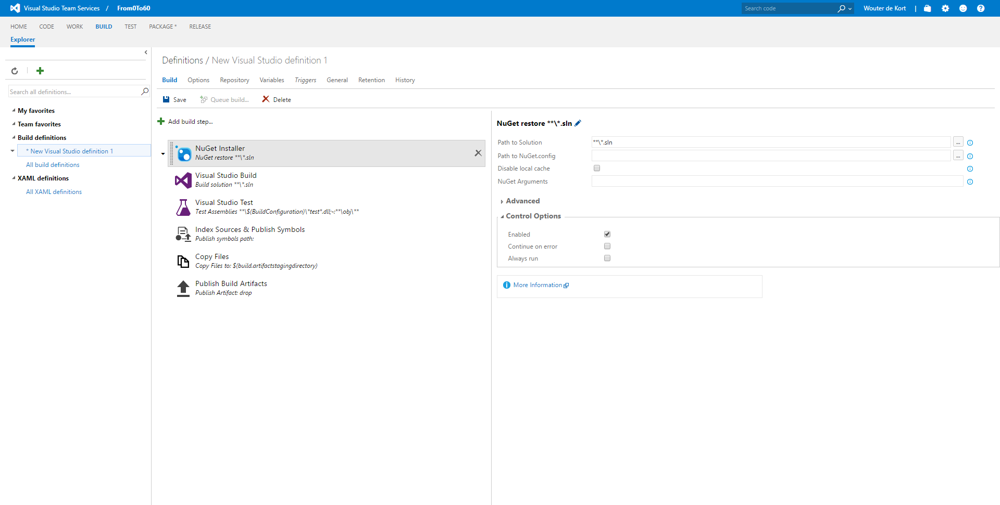 Visual Studio Team Services / From0To60
Search code
Wouter de Kort |
HOME CODE WORK BUILD TEST PACKAGE * RELEASE
Explorer
Search all definitions...
My favorites
Team favorites
Build definitions
* New Visual Studio definition 1
All build definitions
XAML definitions
All XAML definitions
Definitions / New Visual Studio definition 1
Build Options Repository Variables Triggers General Retention History
Save Queue build... Delete
Add build step...
NuGet Installer
NuGet restore **\*.sln
Visual Studio Build
Build solution **\*.sln
Visual Studio Test
Test Assemblies **\$(BuildConfiguration)\*test*.dll;-:**\obj\**
Index Sources & Publish Symbols
Publish symbols path:
Copy Files
Copy Files to: $(build.artifactstagingdirectory)
Publish Build Artifacts
Publish Artifact: drop
NuGet restore **\*.sln
Path to Solution **\*.sln ...
Path to NuGet.config ...
Disable local cache
NuGet Arguments
Advanced
Control Options
Enabled
Continue on error
Always run
More Information